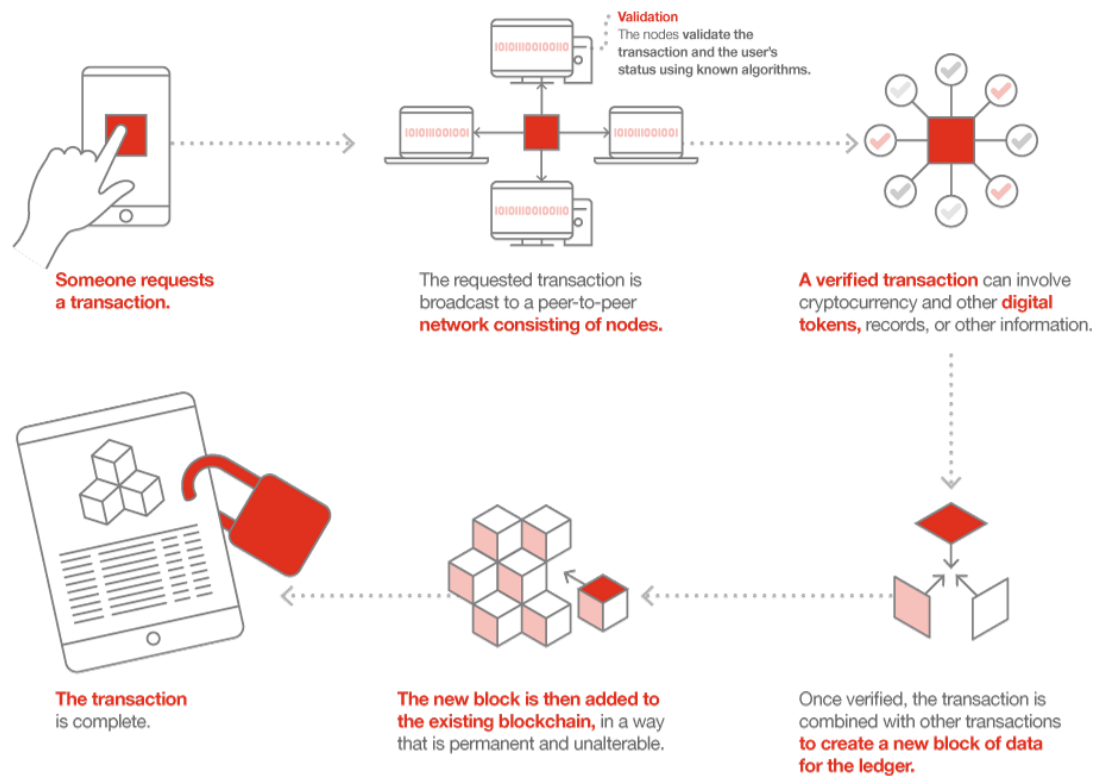 Validation
The nodes validate the
transaction and the user's
status using known algorithms.
10101110010011O
1010111001001
1010111001001
10101110010011O
Someone requests
a transaction.
The requested transaction is
broadcast to a peer-to-peer
network consisting of nodes.
A verified transaction can involve
cryptocurrency and other digital
tokens, records, or other information.
The transaction
is complete.
The new block is then added to
the existing blockchain, in a way
that is permanent and unalterable.
Once verified, the transaction is
combined with other transactions
to create a new block of data
for the ledger.